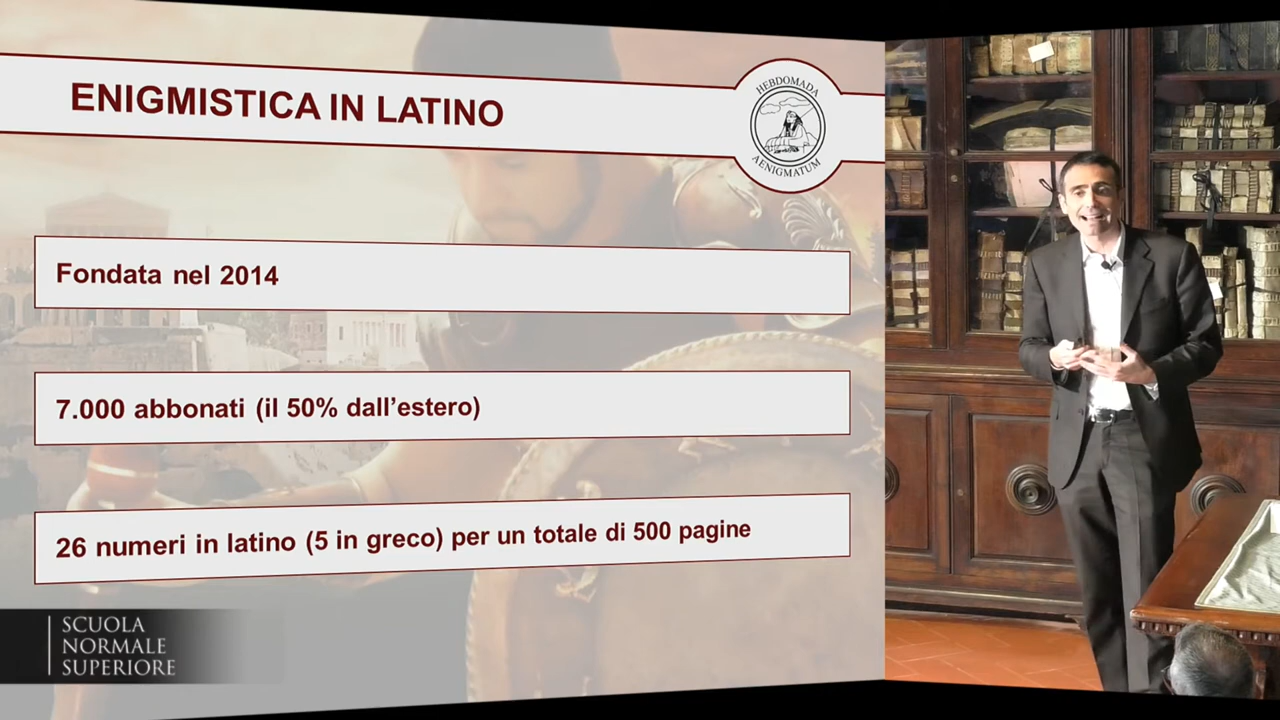 ENIGMISTICA IN LATINO
HEBDOMADA
AENIGMATUM
Fondata nel 2014
7.000 abbonati (il 50% dall'estero)
26 numeri in latino (5 in greco) per un totale di 500 pagine
SCUOLA
NORMALE
SUPERIORE